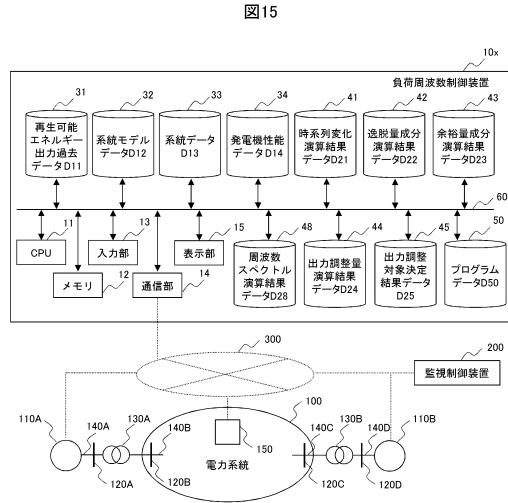 図15
10x
負荷周波数制御装置
31
32
33
34
41
42
43
再生可能
エネルギー
出力過去
データD11
系統モデル
データD12
系統データ
D13
発電機性能
データD14
時系列変化
演算結果
データD21
逸脱量成分
演算結果
データD22
余裕量成分
演算結果
データD23
60
11
13
15
48
44
45
50
CPU
入力部
表示部
12
14
メモリ
通信部
周波数
スペクトル
演算結果
データD28
出力調整量
演算結果
データD24
出力調整
対象決定
結果データ
D25
プログラム
データD50
300
200
監視制御装置
100
110A
140A
130A
140B
150
140C
130B
140D
110B
電力系統
120A
120B
120C
120D